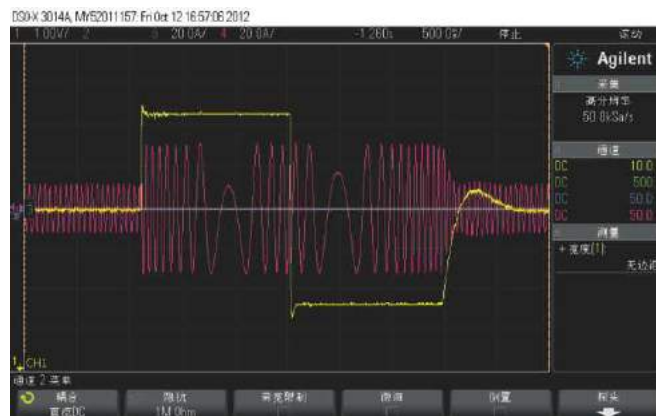 DSO-X 3014A, MY52011157: Fri Oct 12 16:57:06 2012
1 1.00V/ 2 3 20.0A/ 4 20.0A/ -1.260s 500.0s/ 停止
Agilent
采集
高分辨率
50.0kSa/s
通道
DC 10.0
DC 500
DC 50.0
DC 50.0
测量
+ 宽度(1):
无边沿
CH1
通道 2 菜单
耦合 阻抗 带宽限制 微调 倒置 探头
直流DC 1M Ohm